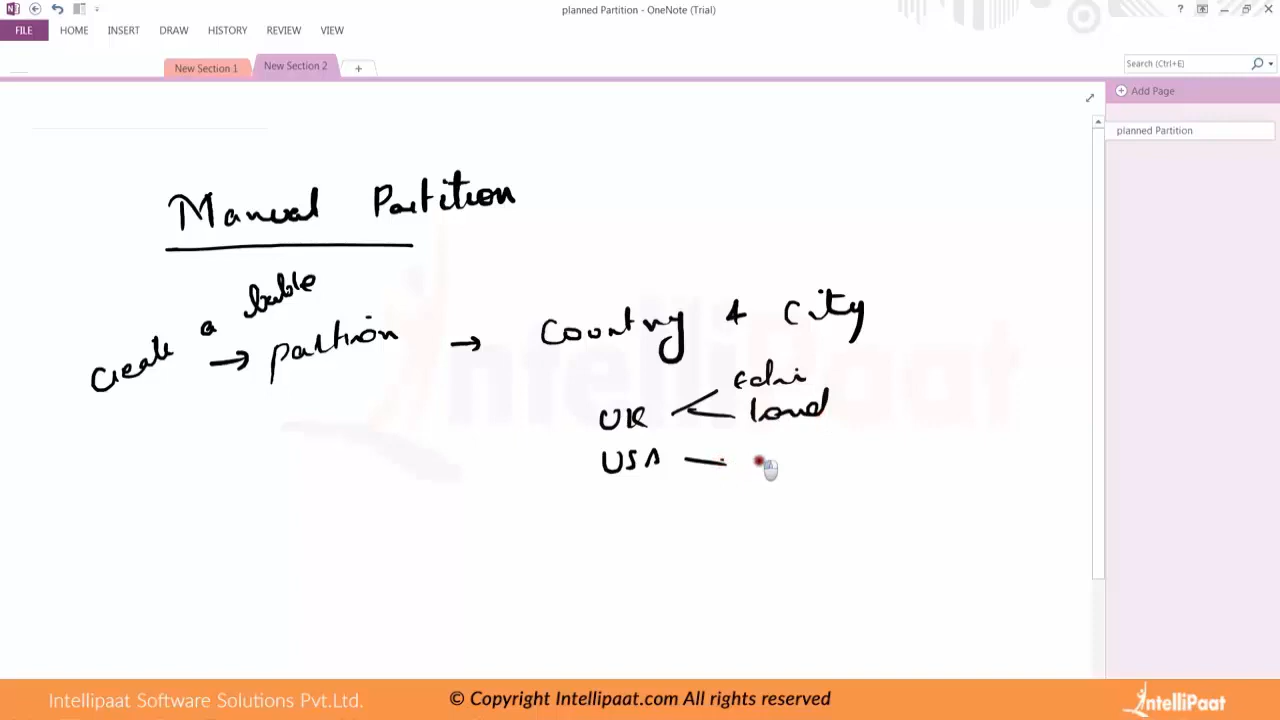 planned Partition - OneNote (Trial)
FILE HOME INSERT DRAW HISTORY REVIEW VIEW
New Section 1 New Section 2 +
Search (Ctrl+E)
Add Page
planned Partition
Manual Partition
create a table
→ partition → Country & City
UK
USA
IntelliPaat
Intellipaat Software Solutions Pvt.Ltd.
© Copyright Intellipaat.com All rights reserved
IntelliPaat